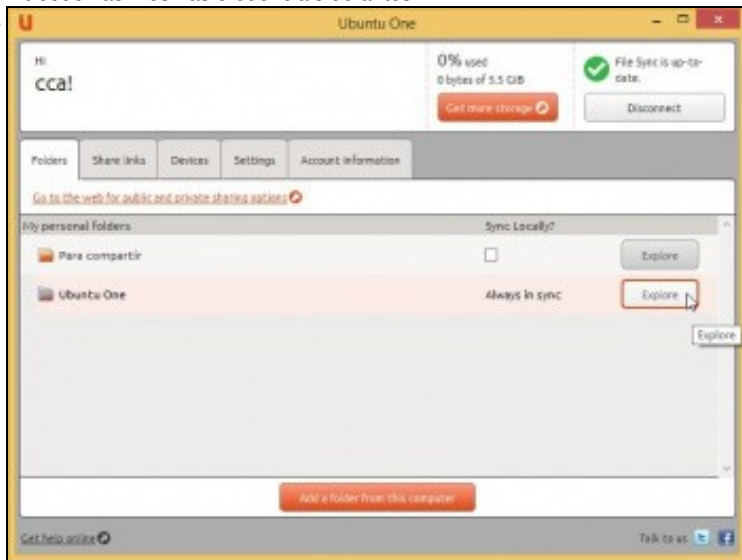 Ubuntu One
Hi
cca!
0% used
0 bytes of 5.5 GiB
Get more storage
File Sync is up-to-
date.
Disconnect
Folders
Share links
Devices
Settings
Account information
Go to the web for public and private sharing options
My personal folders
Sync Locally?
Para compartir
Explore
Ubuntu One
Always in sync
Explore
Explore
Add a folder from this computer
Get help online
Talk to us